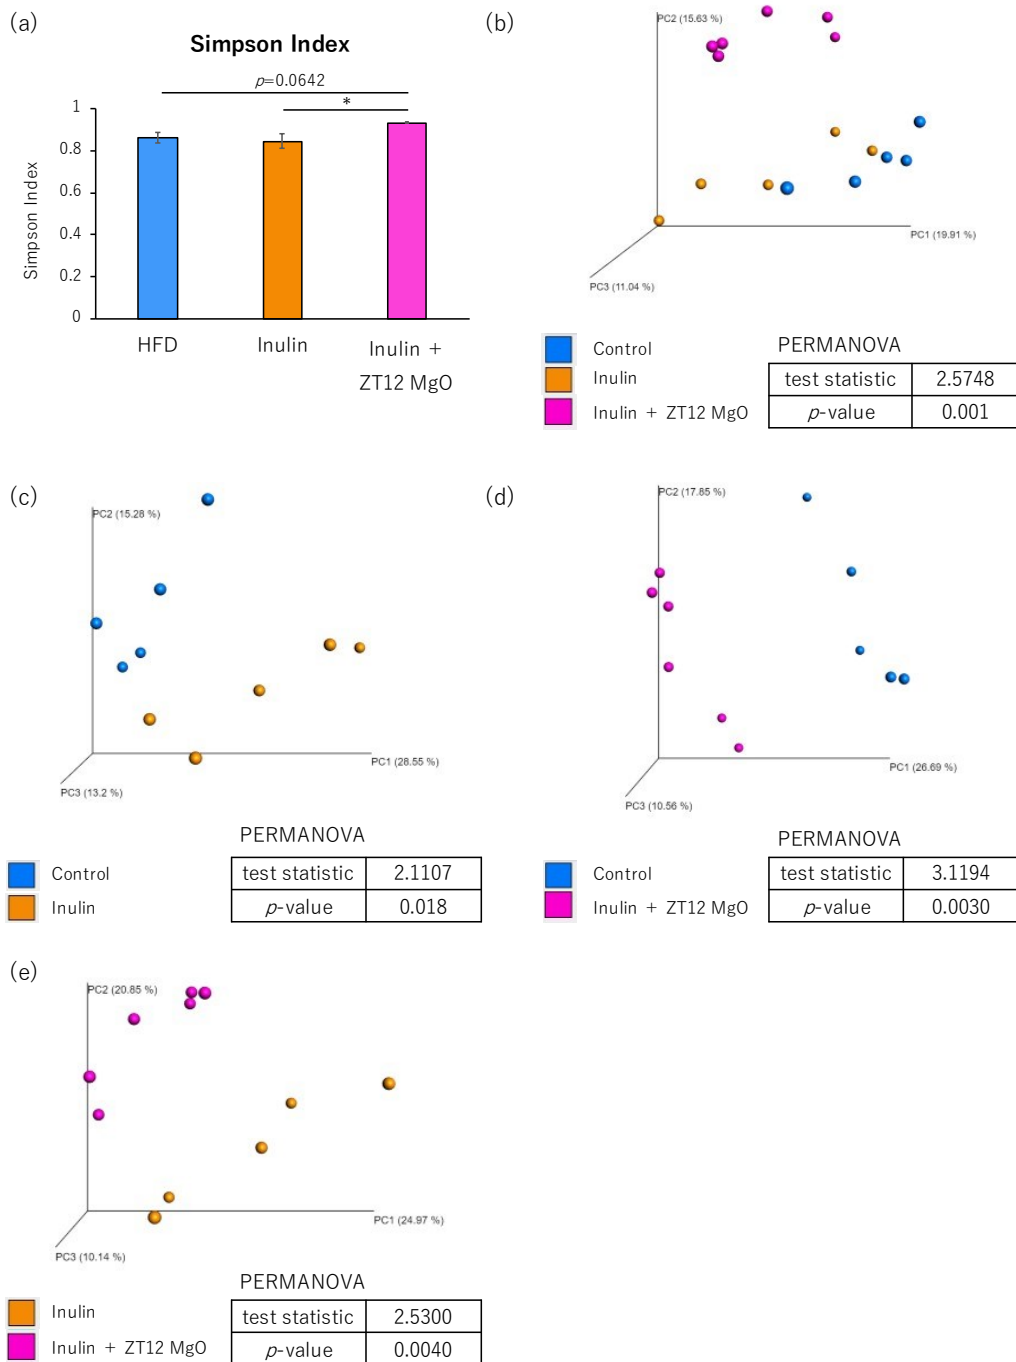 (a)
Simpson Index
p=0.0642
*
Simpson Index
1
0.8
0.6
0.4
0.2
0
HFD
Inulin
Inulin +
ZT12 MgO
(b)
PC2 (15.63 %)
PC1 (19.91 %)
PC3 (11.04 %)
Control
Inulin
Inulin + ZT12 MgO
PERMANOVA
test statistic 2.5748
p-value 0.001
(c)
PC2 (15.28 %)
PC1 (28.55 %)
PC3 (13.2 %)
Control
Inulin
PERMANOVA
test statistic 2.1107
p-value 0.018
(d)
PC2 (17.85 %)
PC1 (26.69 %)
PC3 (10.56 %)
Control
Inulin + ZT12 MgO
PERMANOVA
test statistic 3.1194
p-value 0.0030
(e)
PC2 (20.85 %)
PC1 (24.97 %)
PC3 (10.14 %)
Inulin
Inulin + ZT12 MgO
PERMANOVA
test statistic 2.5300
p-value 0.0040